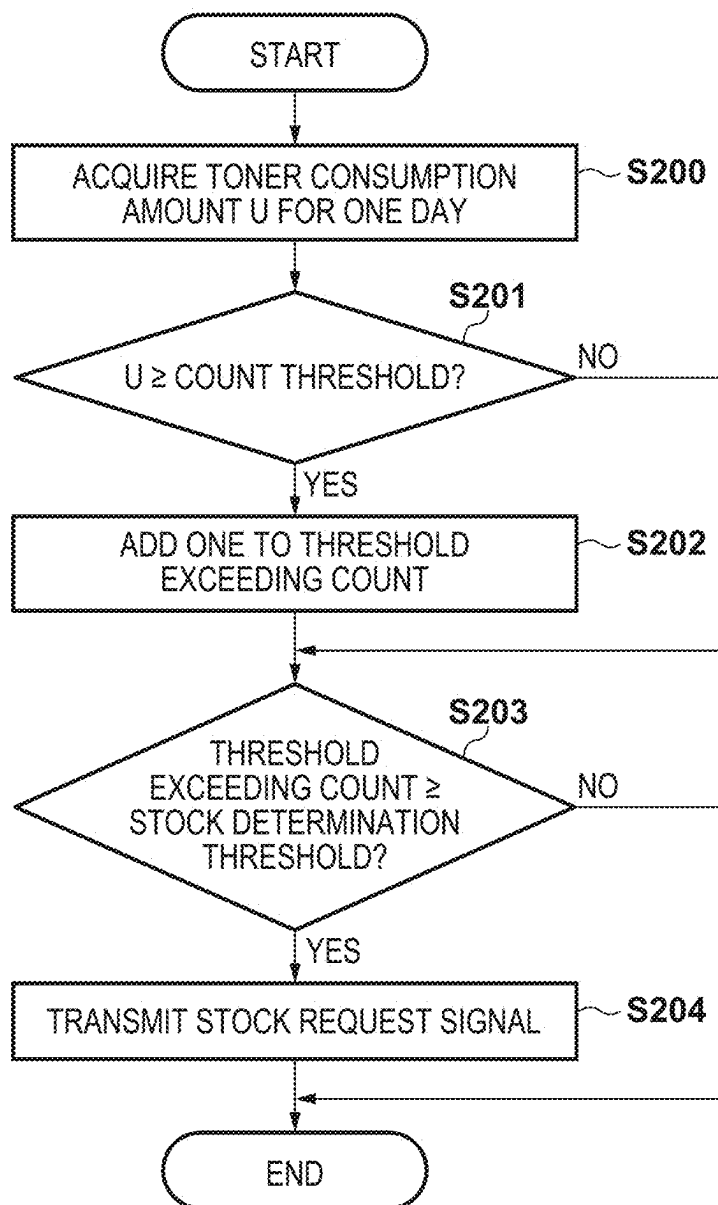 START
ACQUIRE TONER CONSUMPTION
AMOUNT U FOR ONE DAY
S200
S201
U ≥ COUNT THRESHOLD?
NO
YES
ADD ONE TO THRESHOLD
EXCEEDING COUNT
S202
S203
THRESHOLD
EXCEEDING COUNT ≥
STOCK DETERMINATION
THRESHOLD?
NO
YES
TRANSMIT STOCK REQUEST SIGNAL
S204
END